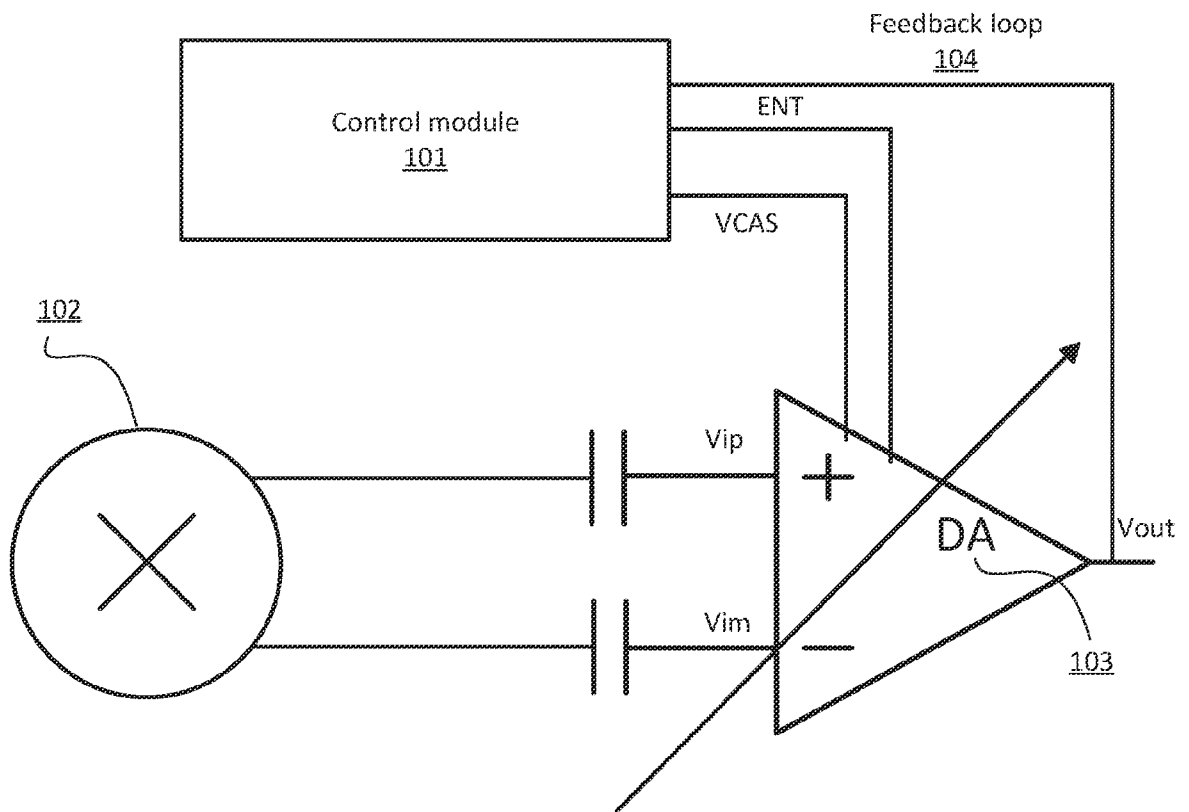 Feedback loop
104
Control module
101
ENT
VCAS
102
Vip
+
DA
Vout
Vim
−
103